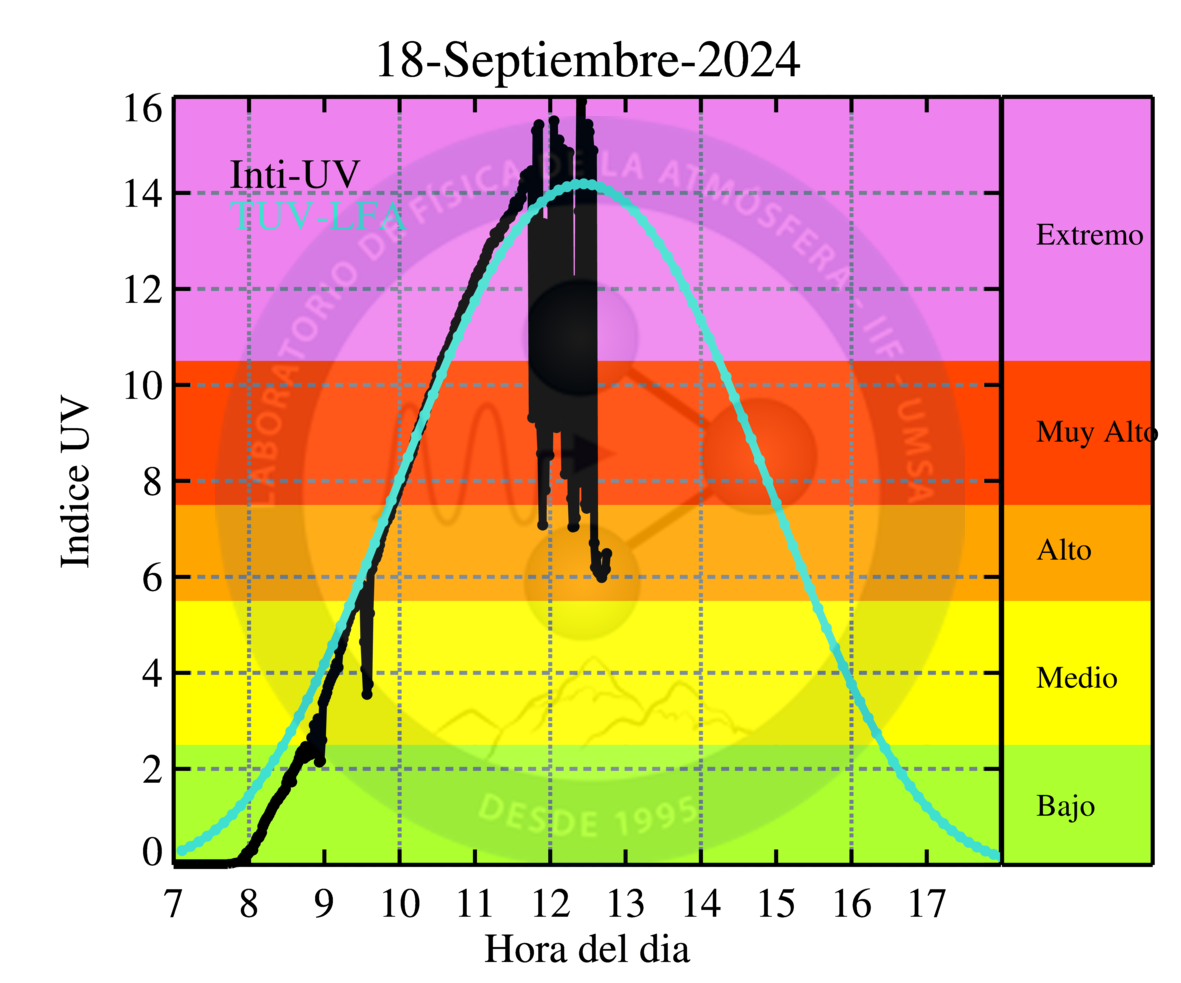 18-Septiembre-2024
16
14
12
10
8
6
4
2
0
Indice UV
Inti-UV
TUV-LFA
LABORATORIO DE FÍSICA DE LA ATMÓSFERA - IIF - UMSA
DESDE 1995
Extremo
Muy Alto
Alto
Medio
Bajo
7 8 9 10 11 12 13 14 15 16 17
Hora del dia